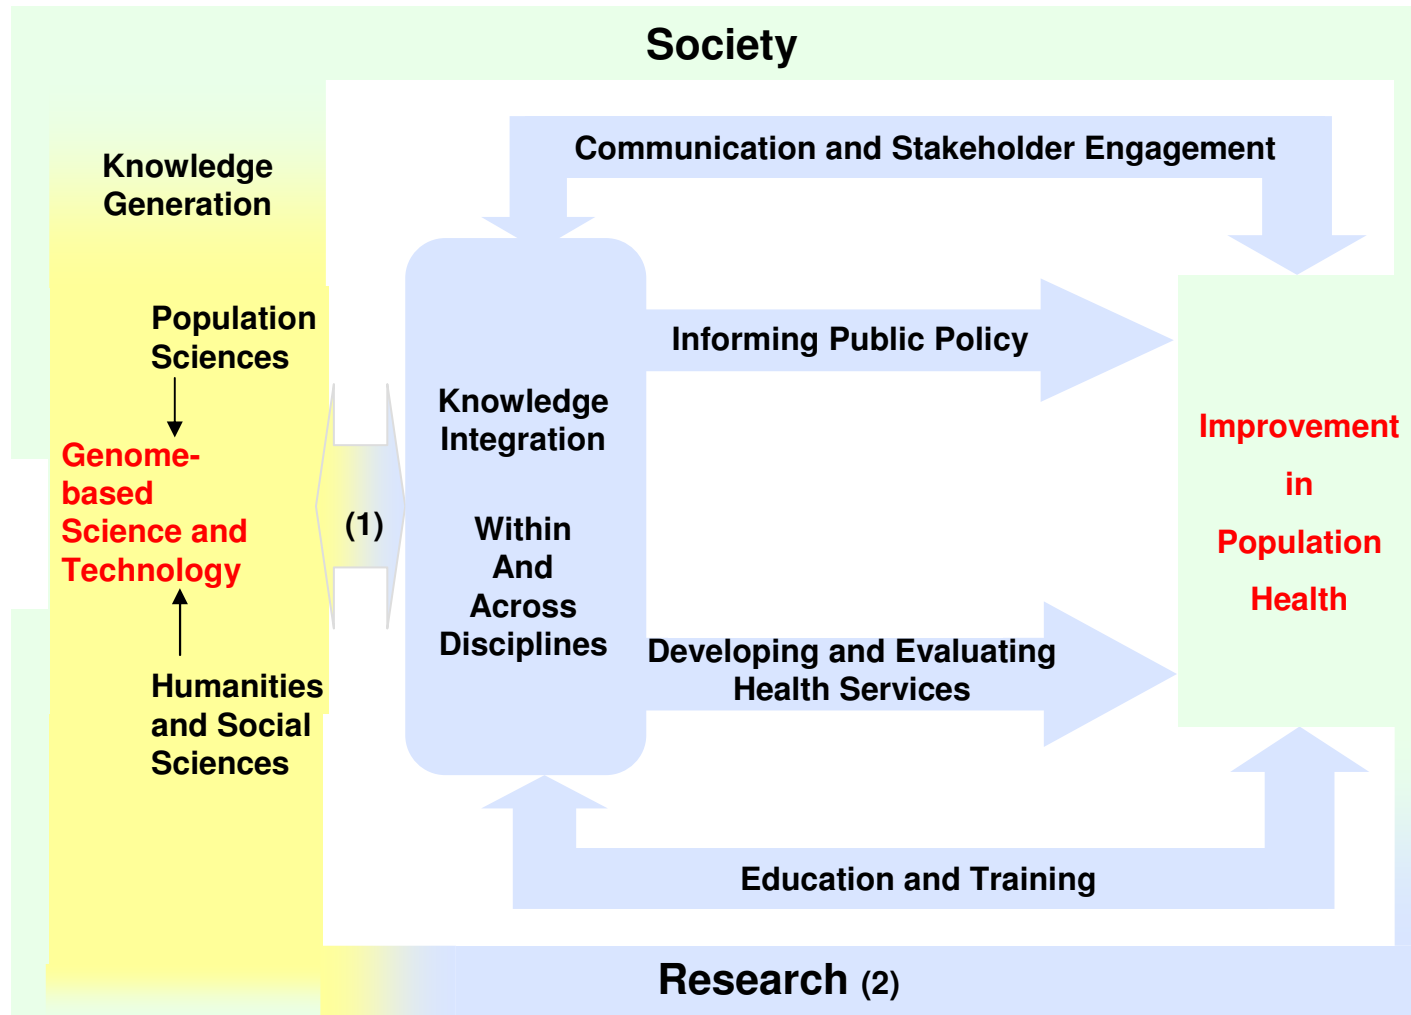 Society
Knowledge
Generation
Population
Sciences
Genome-
based
Science and
Technology
Humanities
and Social
Sciences
(1)
Knowledge
Integration
Within
And
Across
Disciplines
Communication and Stakeholder Engagement
Informing Public Policy
Developing and Evaluating
Health Services
Education and Training
Improvement
in
Population
Health
Research (2)